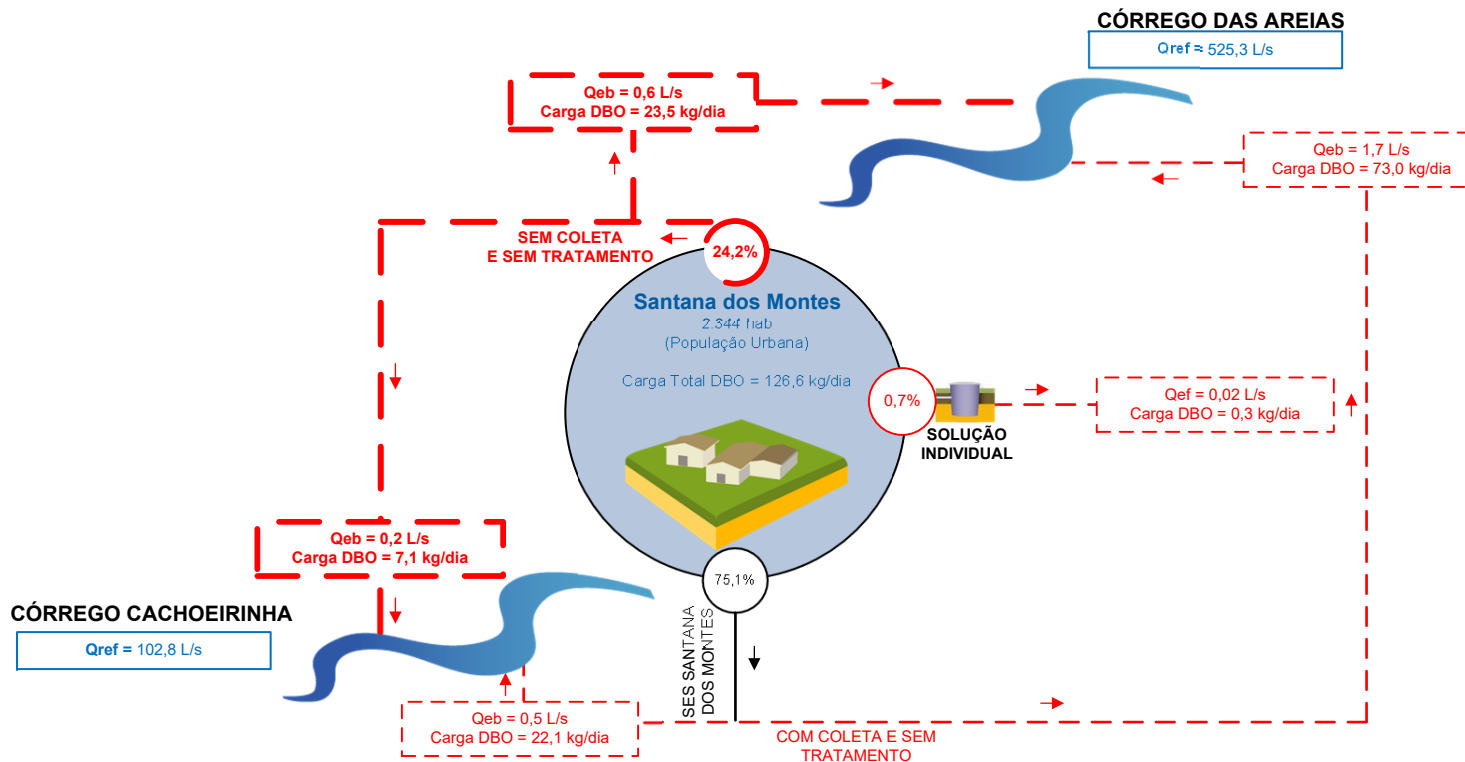 CÓRREGO DAS AREIAS
Qref = 525,3 L/s
Qeb = 0,6 L/s
Carga DBO = 23,5 kg/dia
Qeb = 1,7 L/s
Carga DBO = 73,0 kg/dia
SEM COLETA
E SEM TRATAMENTO
24,2%
Santana dos Montes
2.344 hab
(População Urbana)
Carga Total DBO = 126,6 kg/dia
0,7%
SOLUÇÃO
INDIVIDUAL
Qef = 0,02 L/s
Carga DBO = 0,3 kg/dia
Qeb = 0,2 L/s
Carga DBO = 7,1 kg/dia
75,1%
CÓRREGO CACHOEIRINHA
Qref = 102,8 L/s
SES SANTANA
DOS MONTES
Qeb = 0,5 L/s
Carga DBO = 22,1 kg/dia
COM COLETA E SEM
TRATAMENTO